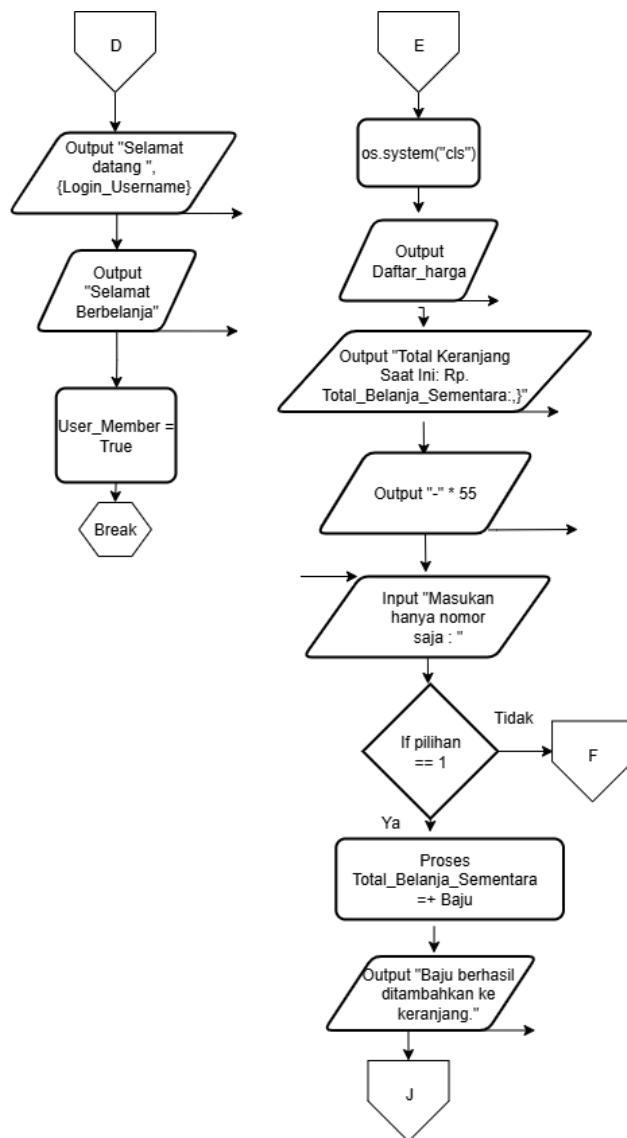 D
Output "Selamat
datang ",
{Login_Username}
Output
"Selamat
Berbelanja"
User_Member =
True
Break
E
os.system("cls")
Output
Daftar_harga
Output "Total Keranjang
Saat Ini: Rp.
Total_Belanja_Sementara:,}"
Output "-" * 55
Input "Masukan
hanya nomor
saja : "
If pilihan
== 1
Tidak
F
Ya
Proses
Total_Belanja_Sementara
=+ Baju
Output "Baju berhasil
ditambahkan ke
keranjang."
J